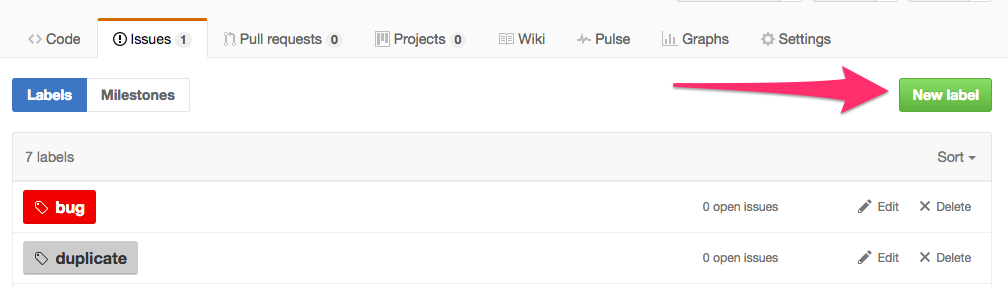 Code Issues 1 Pull requests 0 Projects 0 Wiki Pulse Graphs Settings
Labels Milestones New label
7 labels Sort
bug 0 open issues Edit Delete
duplicate 0 open issues Edit Delete